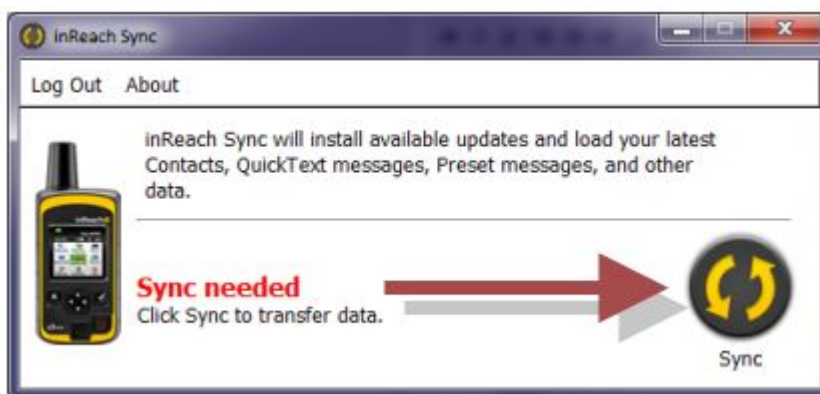 inReach Sync
Log Out About
inReach Sync will install available updates and load your latest
Contacts, QuickText messages, Preset messages, and other
data.
Sync needed
Click Sync to transfer data.
Sync